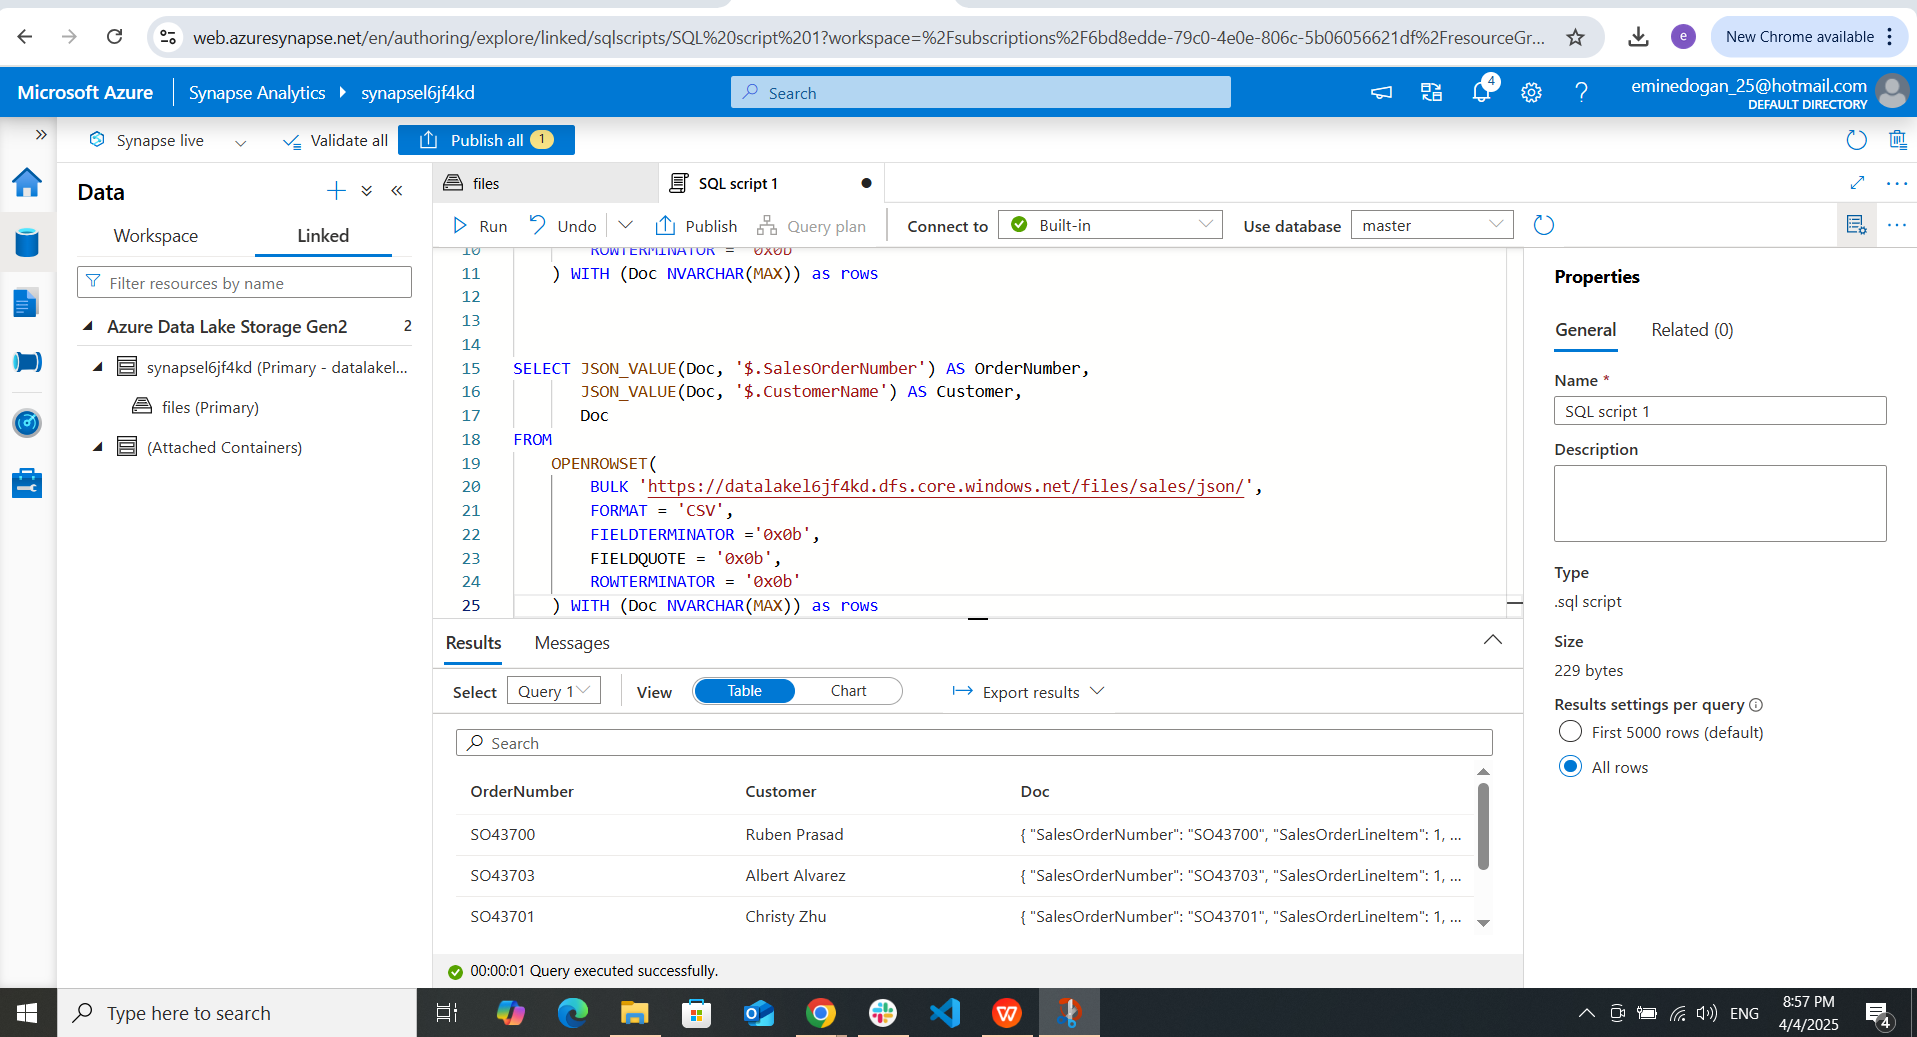 web.azuresynapse.net/en/authoring/explore/linked/sqlscripts/SQL%20script%201?workspace=%2Fsubscriptions%2F6bd8edde-79c0-4e0e-806c-5b06056621df%2FresourceGr...
e
New Chrome available
Microsoft Azure
Synapse Analytics
synapsel6jf4kd
Search
4
eminedogan_25@hotmail.com
DEFAULT DIRECTORY
Synapse live
Validate all
Publish all 1
Data
Workspace
Linked
Filter resources by name
Azure Data Lake Storage Gen2 2
synapsel6jf4kd (Primary - datalakel...
files (Primary)
(Attached Containers)
files
SQL script 1
Run
Undo
Publish
Query plan
Connect to
Built-in
Use database
master
10 ROWTERMINATOR = '0x0b'
11 ) WITH (Doc NVARCHAR(MAX)) as rows
12
13
14
15 SELECT JSON_VALUE(Doc, '$.SalesOrderNumber') AS OrderNumber,
16 JSON_VALUE(Doc, '$.CustomerName') AS Customer,
17 Doc
18 FROM
19 OPENROWSET(
20 BULK 'https://datalakel6jf4kd.dfs.core.windows.net/files/sales/json/',
21 FORMAT = 'CSV',
22 FIELDTERMINATOR ='0x0b',
23 FIELDQUOTE = '0x0b',
24 ROWTERMINATOR = '0x0b'
25 ) WITH (Doc NVARCHAR(MAX)) as rows
Results
Messages
Select
Query 1
View
Table
Chart
Export results
Search
OrderNumber Customer Doc
SO43700 Ruben Prasad { "SalesOrderNumber": "SO43700", "SalesOrderLineItem": 1, ...
SO43703 Albert Alvarez { "SalesOrderNumber": "SO43703", "SalesOrderLineItem": 1, ...
SO43701 Christy Zhu { "SalesOrderNumber": "SO43701", "SalesOrderLineItem": 1, ...
00:00:01 Query executed successfully.
Properties
General
Related (0)
Name *
SQL script 1
Description
Type
.sql script
Size
229 bytes
Results settings per query
First 5000 rows (default)
All rows
Type here to search
ENG
8:57 PM
4/4/2025
4